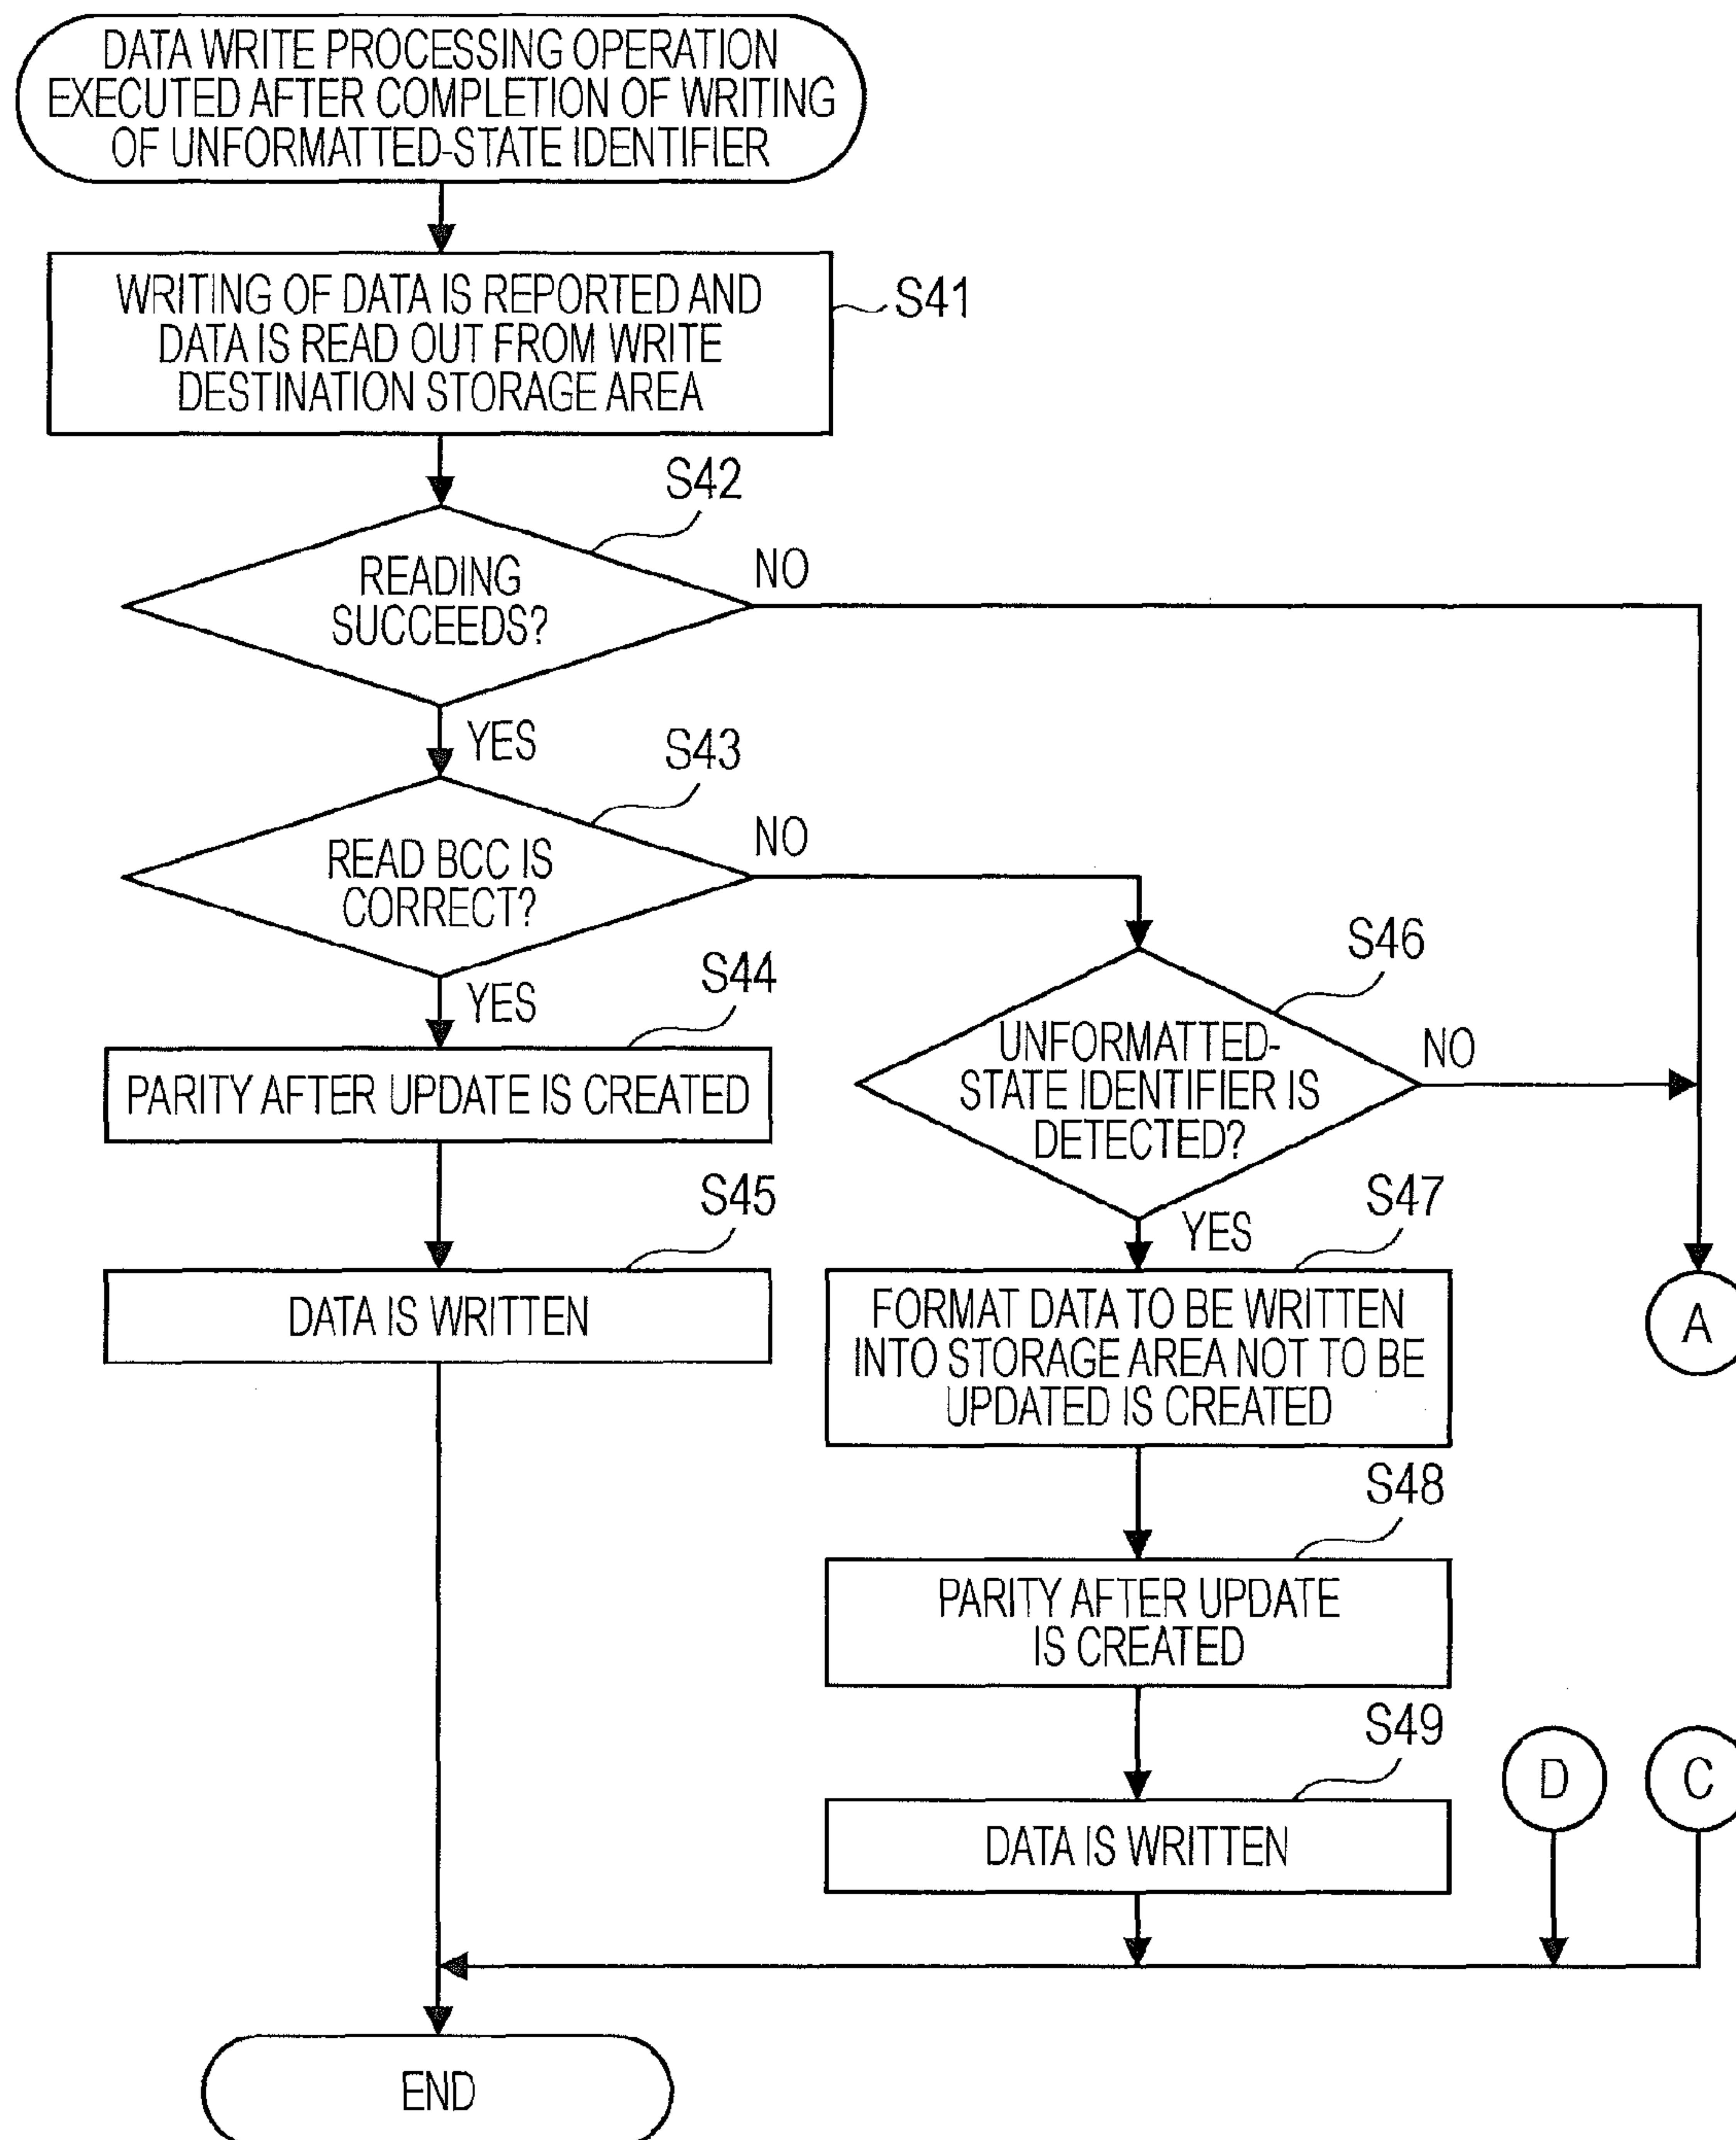 DATA WRITE PROCESSING OPERATION
EXECUTED AFTER COMPLETION OF WRITING
OF UNFORMATTED-STATE IDENTIFIER
WRITING OF DATA IS REPORTED AND
DATA IS READ OUT FROM WRITE
DESTINATION STORAGE AREA
S41
S42
READING
SUCCEEDS?
NO
YES
S43
READ BCC IS
CORRECT?
NO
YES
S44
PARITY AFTER UPDATE IS CREATED
S45
DATA IS WRITTEN
S46
UNFORMATTED-
STATE IDENTIFIER IS
DETECTED?
NO
YES
S47
FORMAT DATA TO BE WRITTEN
INTO STORAGE AREA NOT TO BE
UPDATED IS CREATED
A
S48
PARITY AFTER UPDATE
IS CREATED
S49
DATA IS WRITTEN
D
C
END